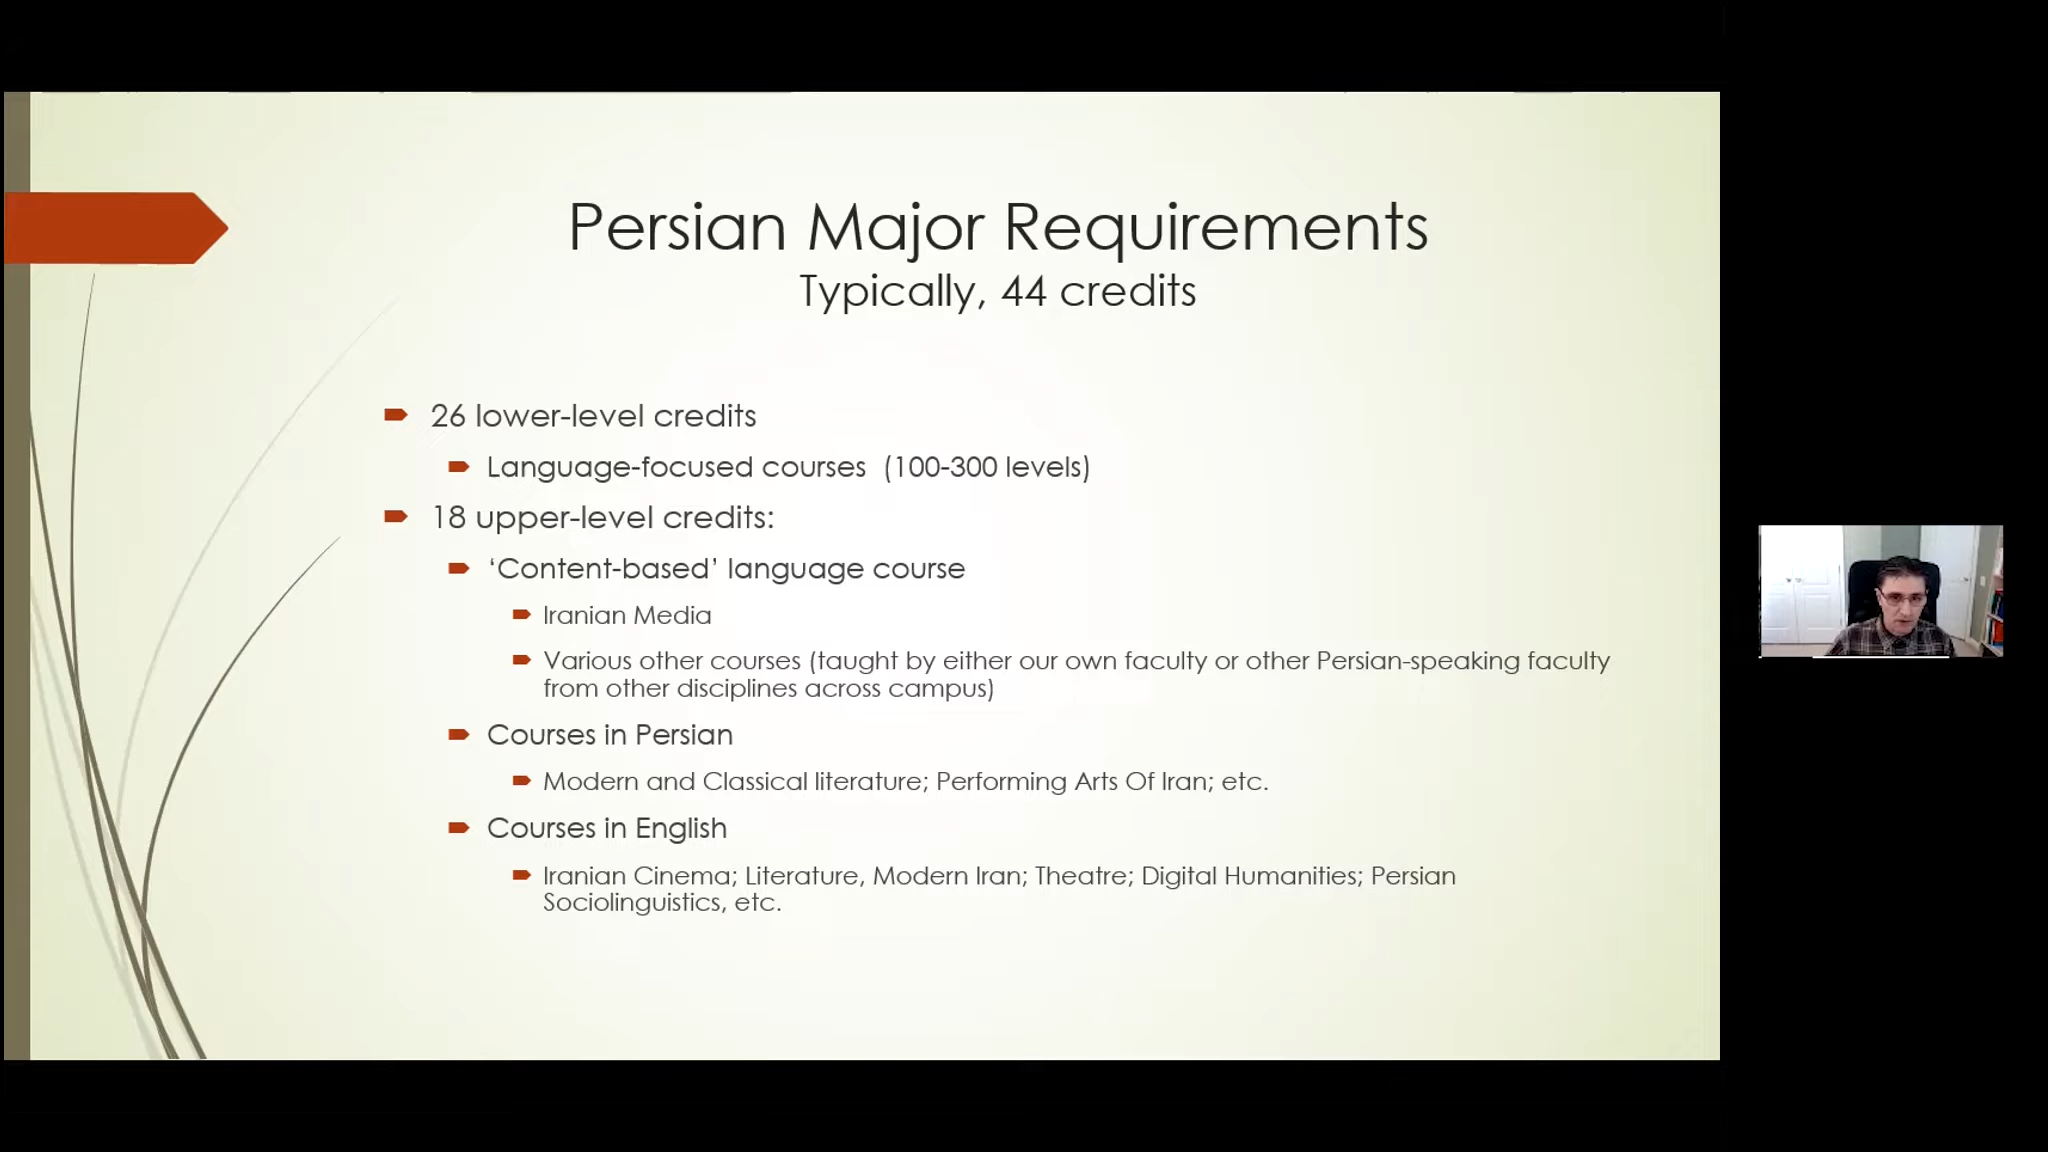 Persian Major Requirements
Typically, 44 credits
26 lower-level credits
Language-focused courses  (100-300 levels)
18 upper-level credits:
‘Content-based’ language course
Iranian Media
Various other courses (taught by either our own faculty or other Persian-speaking faculty
from other disciplines across campus)
Courses in Persian
Modern and Classical literature; Performing Arts Of Iran; etc.
Courses in English
Iranian Cinema; Literature, Modern Iran; Theatre; Digital Humanities; Persian
Sociolinguistics, etc.